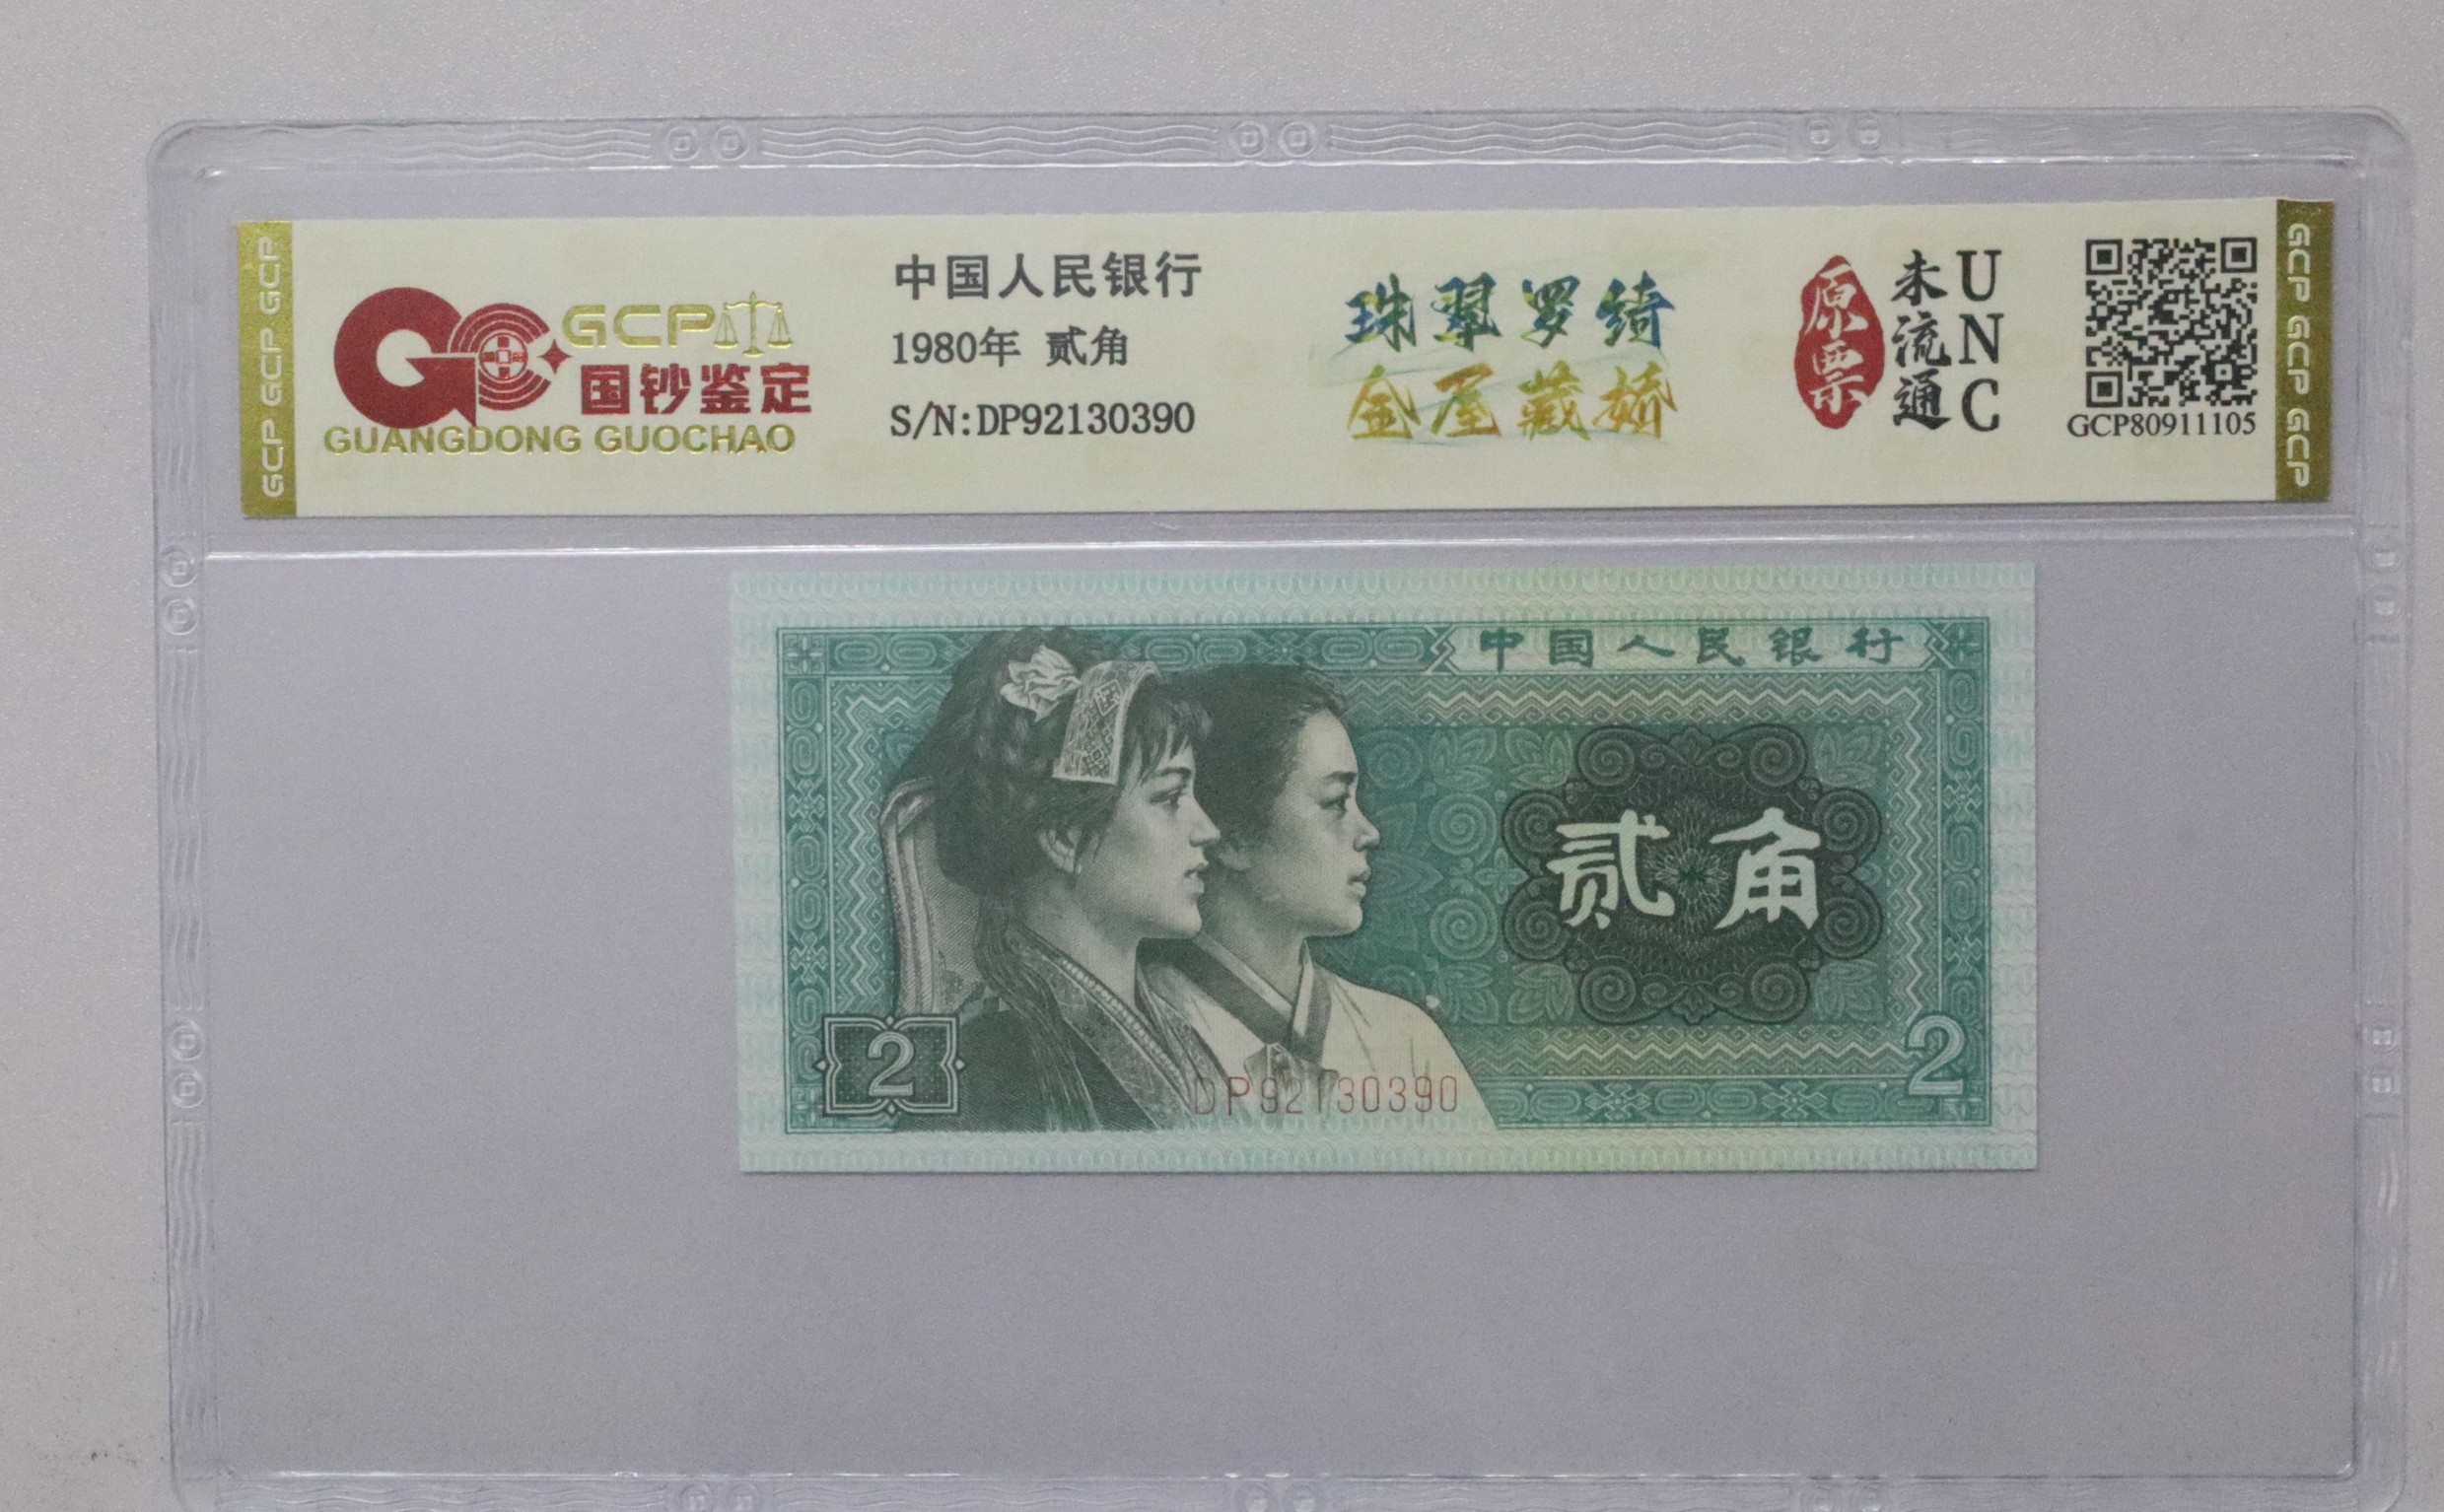 GCP GCP GCP
GCP
国钞鉴定
GUANGDONG GUOCHAO
中国人民银行
1980年 贰角
S/N:DP92130390
珠翠罗绮
金屋藏娇
原票
未流通
UNC
GCP80911105
GCP GCP GCP
中国人民银行
贰角
2
2
DP92130390